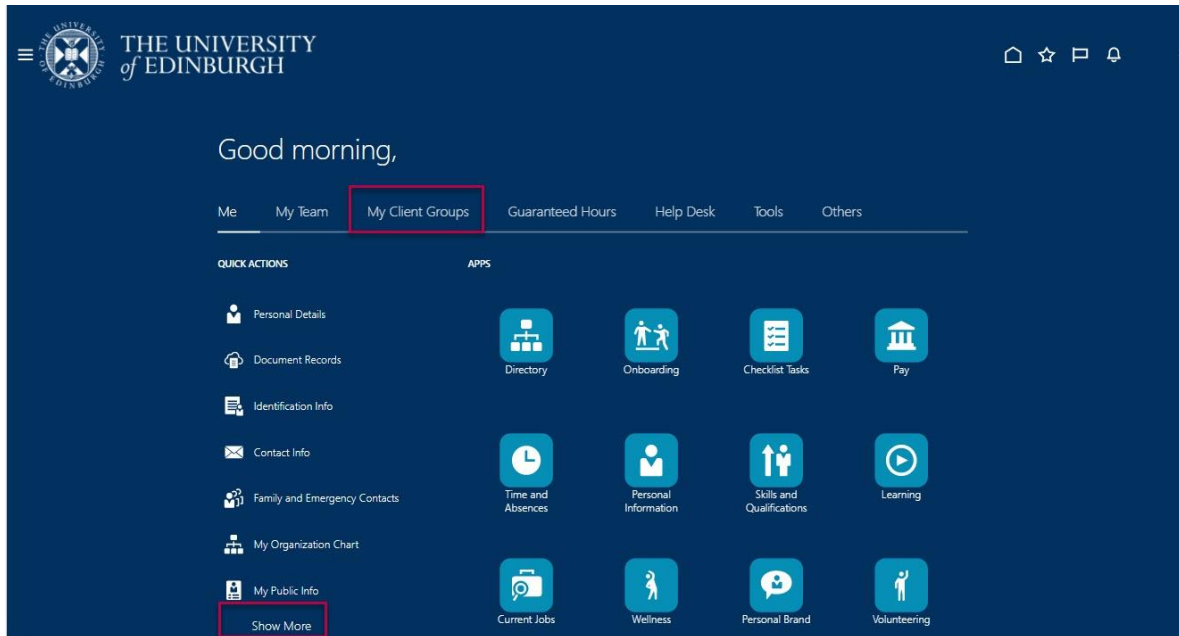 THE UNIVERSITY
of EDINBURGH
Good morning,
Me My Team My Client Groups Guaranteed Hours Help Desk Tools Others
QUICK ACTIONS
Personal Details
Document Records
Identification Info
Contact Info
Family and Emergency Contacts
My Organization Chart
My Public Info
Show More
APPS
Directory
Onboarding
Checklist Tasks
Pay
Time and
Absences
Personal
Information
Skills and
Qualifications
Learning
Current Jobs
Wellness
Personal Brand
Volunteering